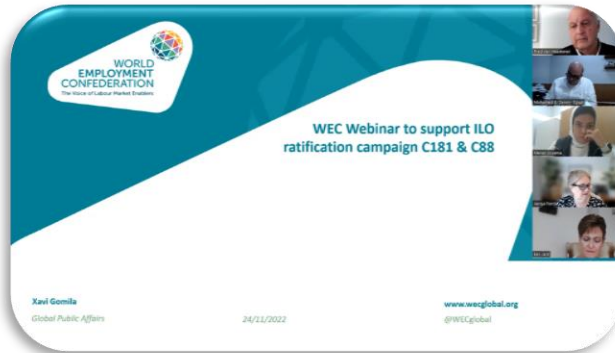 WORLD
EMPLOYMENT
CONFEDERATION
The Voice of Labour Market Enablers
WEC Webinar to support ILO
ratification campaign C181 & C88
Xavi Gomila
Global Public Affairs
24/11/2022
www.wecglobal.org
@WECglobal